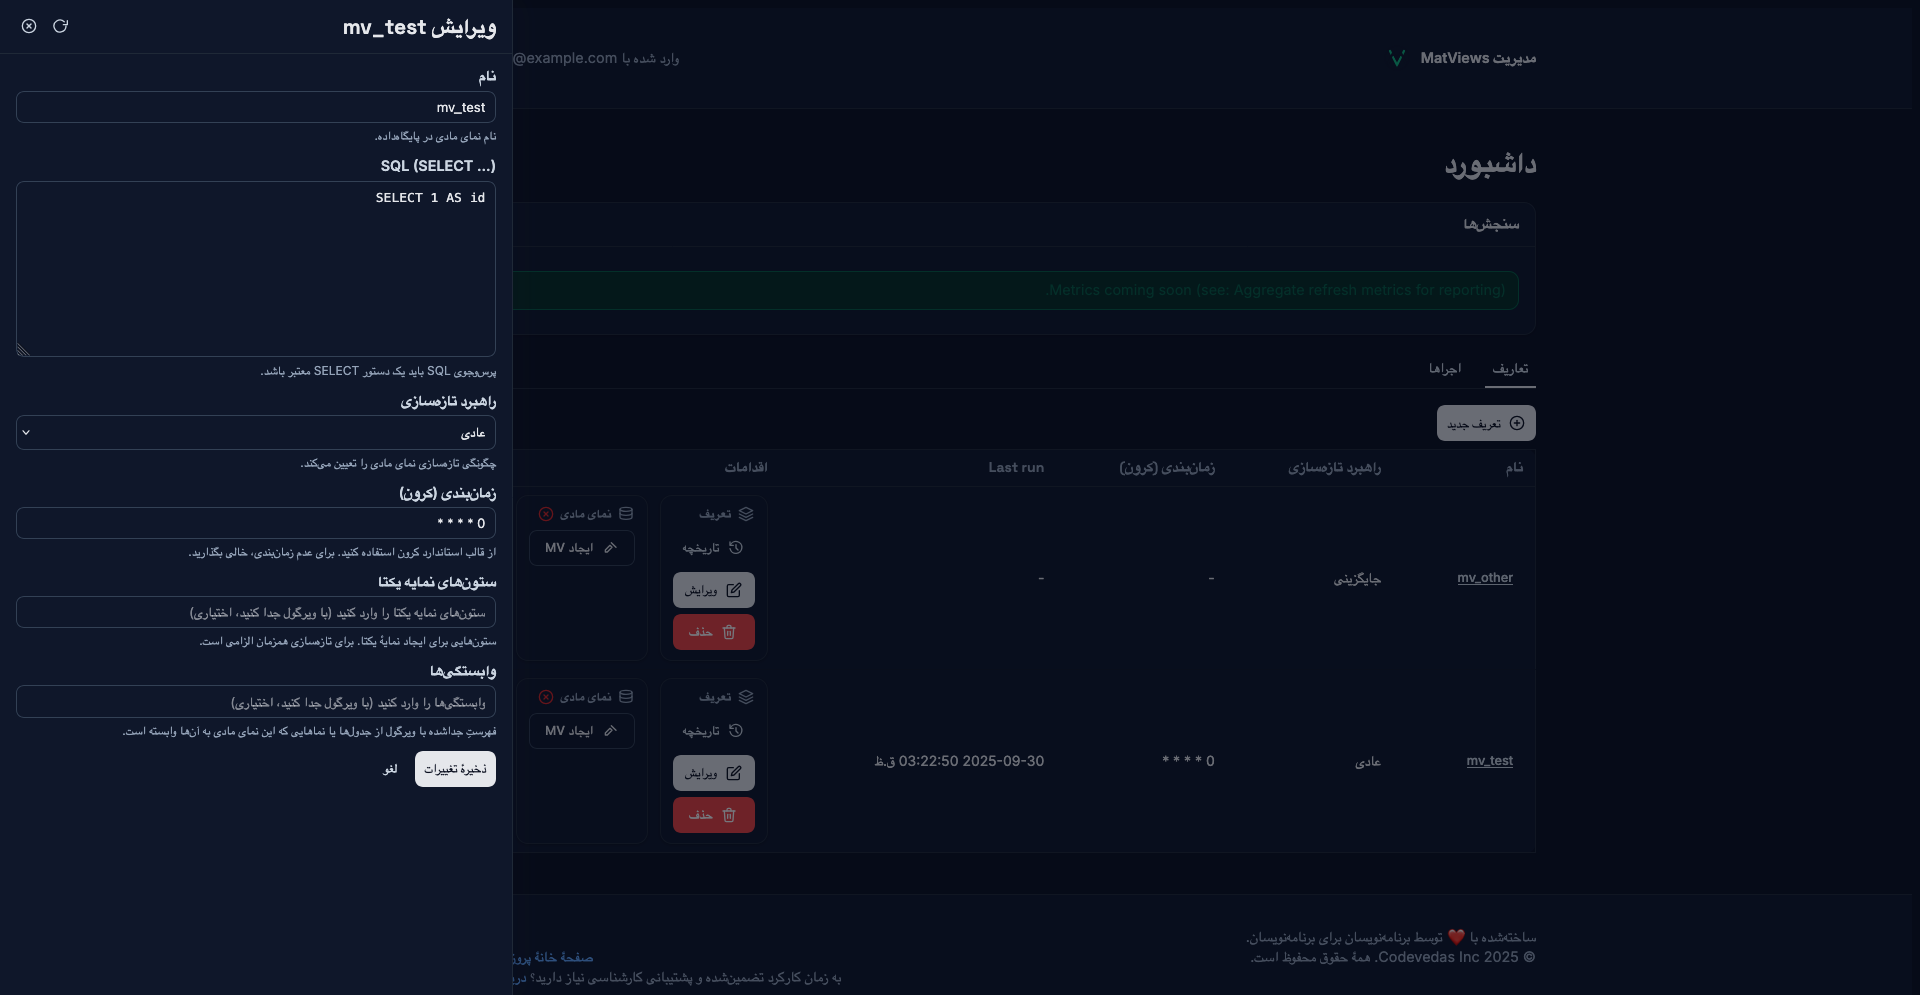 ویرایش mv_test
نام
mv_test
نام نمای مادی در پایگاه‌داده.
SQL (SELECT ...)
SELECT 1 AS id
پرس‌وجوی SQL باید یک دستور SELECT معتبر باشد.
راهبرد تازه‌سازی
عادی
چگونگی تازه‌سازی نمای مادی را تعیین می‌کند.
زمان‌بندی (کرون)
0 * * * *
از قالب استاندارد کرون استفاده کنید. برای عدم زمان‌بندی، خالی بگذارید.
ستون‌های نمایه یکتا
ستون‌های نمایه یکتا را وارد کنید (با ویرگول جدا کنید، اختیاری)
ستون‌هایی برای ایجاد نمایهٔ یکتا. برای تازه‌سازی همزمان الزامی است.
وابستگی‌ها
وابستگی‌ها را وارد کنید (با ویرگول جدا کنید، اختیاری)
فهرستِ جداشده با ویرگول از جدول‌ها یا نماهایی که این نمای مادی به آن‌ها وابسته است.
ذخیرهٔ تغییرات لغو
مدیریت MatViews
وارد شده با @example.com
داشبورد
سنجش‌ها
Metrics coming soon (see: Aggregate refresh metrics for reporting).
تعاریف اجراها
تعریف جدید
نام راهبرد تازه‌سازی زمان‌بندی (کرون) Last run اقدامات
mv_other جایگزینی - -
تعریف
تاریخچه
ویرایش
حذف
نمای مادی
ایجاد MV
mv_test عادی 0 * * * * 2025-09-30 03:22:50 ق.ظ
تعریف
تاریخچه
ویرایش
حذف
نمای مادی
ایجاد MV
ساخته‌شده با ❤️ توسط برنامه‌نویسان برای برنامه‌نویسان.
© 2025 Codevedas Inc. همهٔ حقوق محفوظ است.
صفحهٔ خانهٔ
به زمان کارکرد تضمین‌شده و پشتیبانی کارشناسی نیاز دارید؟